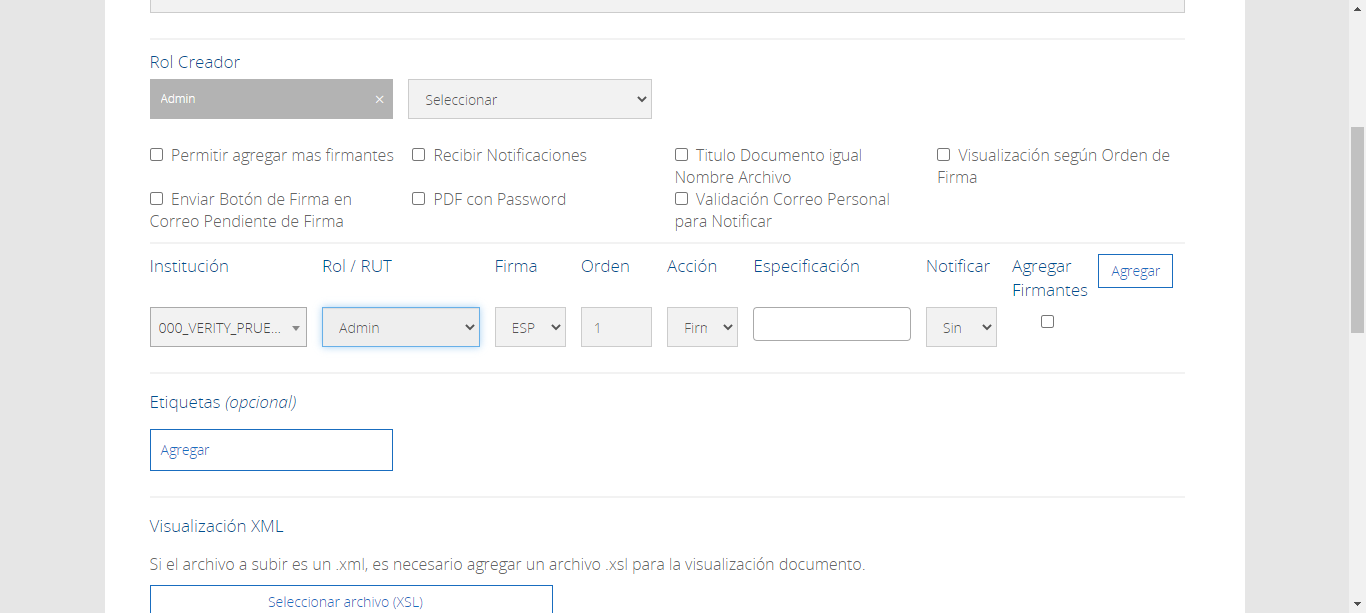 Rol Creador
Admin ×
Seleccionar
Permitir agregar mas firmantes
Recibir Notificaciones
Titulo Documento igual
Nombre Archivo
Visualización según Orden de
Firma
Enviar Botón de Firma en
Correo Pendiente de Firma
PDF con Password
Validación Correo Personal
para Notificar
Institución
Rol / RUT
Firma
Orden
Acción
Especificación
Notificar
Agregar
Firmantes
Agregar
000_VERITY_PRUE...
Admin
ESP
1
Firn
Sin
Etiquetas (opcional)
Agregar
Visualización XML
Si el archivo a subir es un .xml, es necesario agregar un archivo .xsl para la visualización documento.
Seleccionar archivo (XSL)